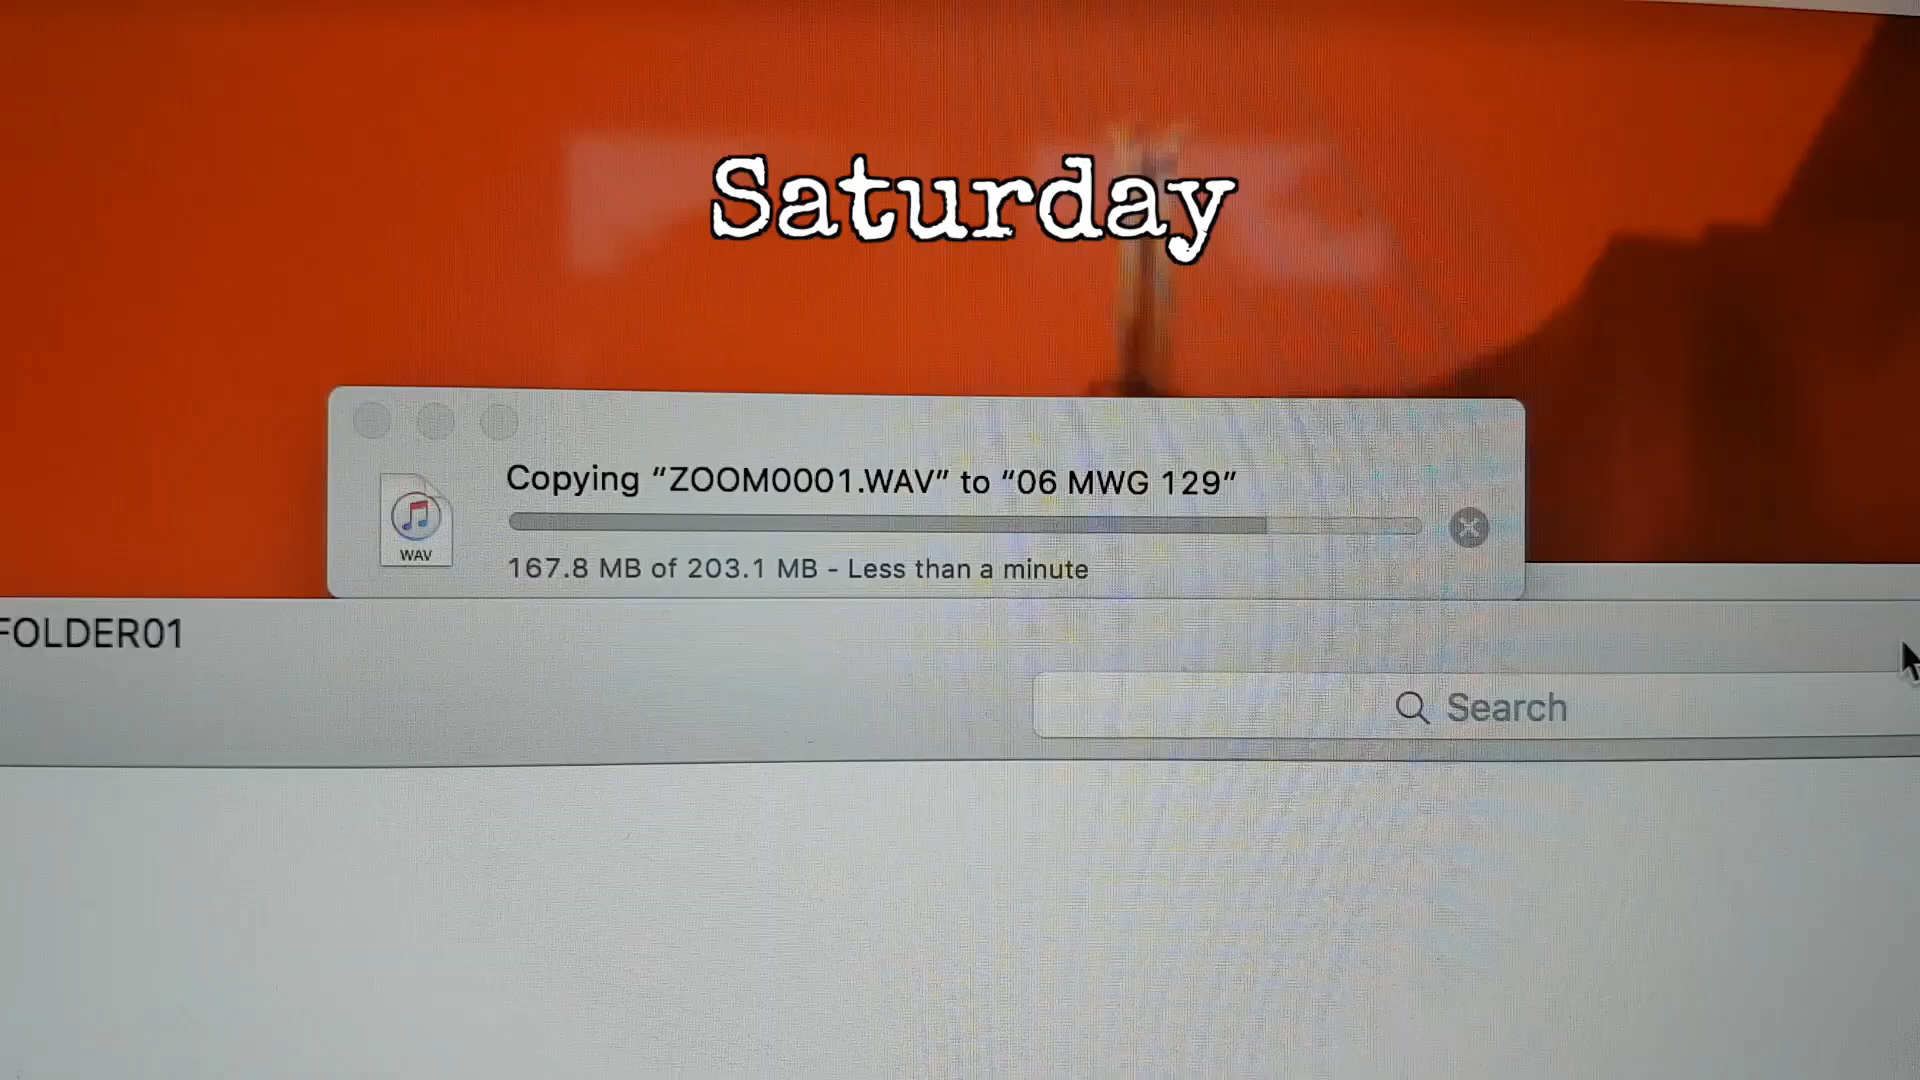 Saturday
Copying “ZOOM0001.WAV” to “06 MWG 129”
WAV
167.8 MB of 203.1 MB - Less than a minute
FOLDER01
Search